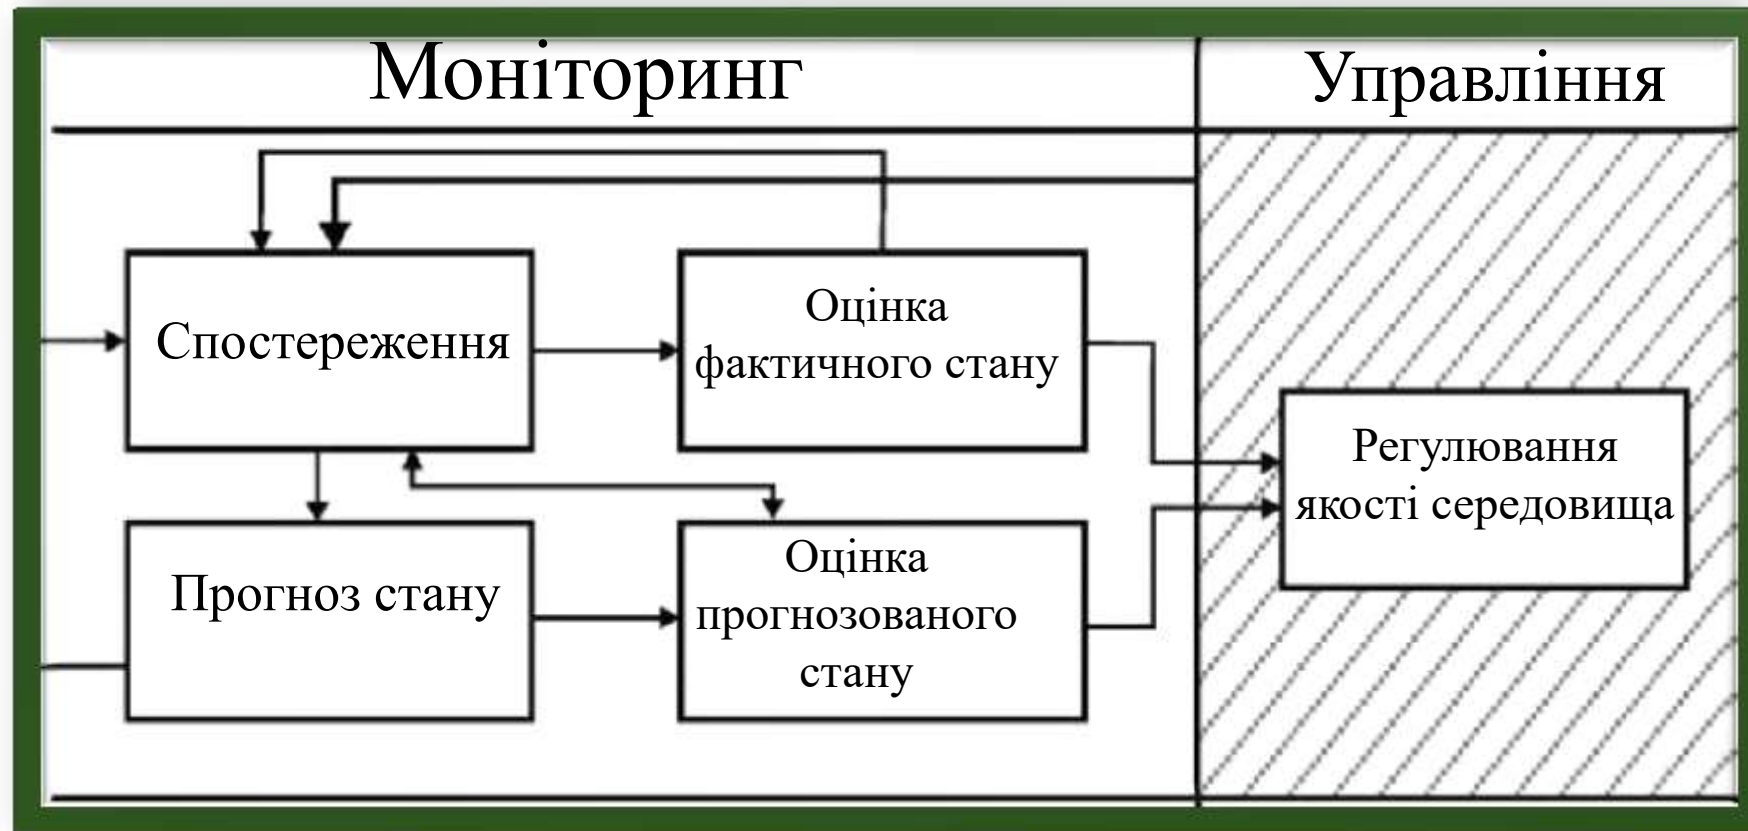 Моніторинг
Управління
Спостереження
Оцінка
фактичного стану
Регулювання
якості середовища
Прогноз стану
Оцінка
прогнозованого
стану